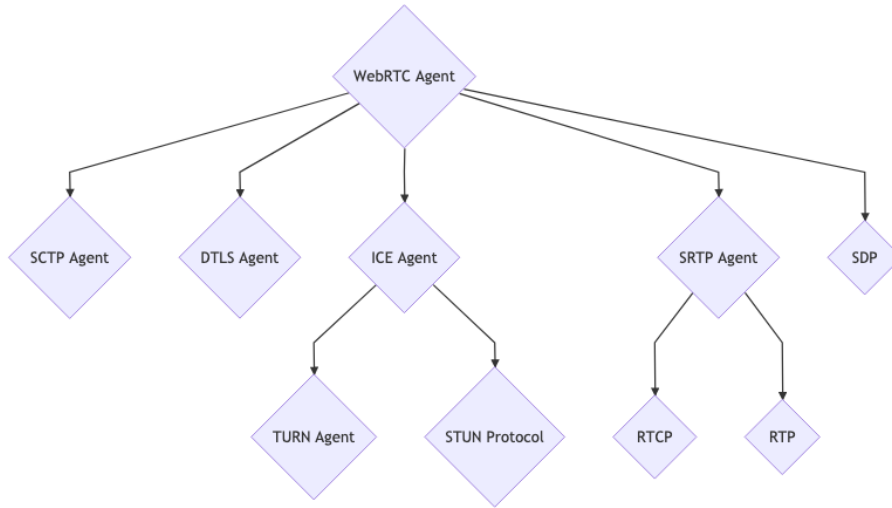 WebRTC Agent
SCTP Agent
DTLS Agent
ICE Agent
SRTP Agent
SDP
TURN Agent
STUN Protocol
RTCP
RTP